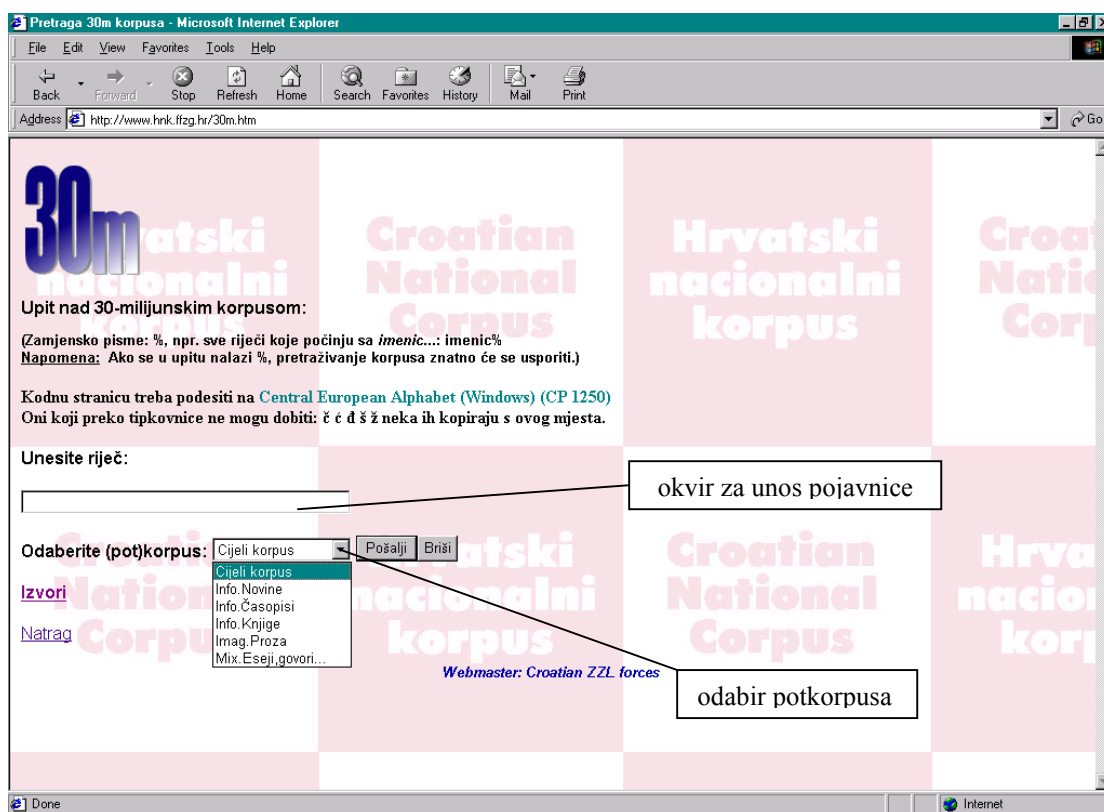 Pretraga 30m korpusa - Microsoft Internet Explorer
File Edit View Favorites Tools Help
Back Forward Stop Refresh Home Search Favorites History Mail Print
Address http://www.hnk.ffzg.hr/30m.htm Go
30m
Hrvatski nacionalni korpus
Croatian National Corpus
Hrvatski nacionalni korpus
Upit nad 30-milijunskim korpusom:
(Zamjensko pisme: %, npr. sve riječi koje počinju sa imenic...: imenic%
Napomena: Ako se u upitu nalazi %, pretraživanje korpusa znatno će se usporiti.)
Kodnu stranicu treba podesiti na Central European Alphabet (Windows) (CP 1250)
Oni koji preko tipkovnice ne mogu dobiti: č ć đ š ž neka ih kopiraju s ovog mjesta.
Unesite riječ:
okvir za unos pojavnice
Odaberite (pot)korpus: Cijeli korpus Pošalji Briši
Cijeli korpus
Info.Novine
Info.Časopisi
Info.Knjige
Imag.Proza
Mix.Eseji,govori...
Izvori
Natrag
Croatian National Corpus
Webmaster: Croatian ZZL forces
odabir potkorpusa
Done Internet